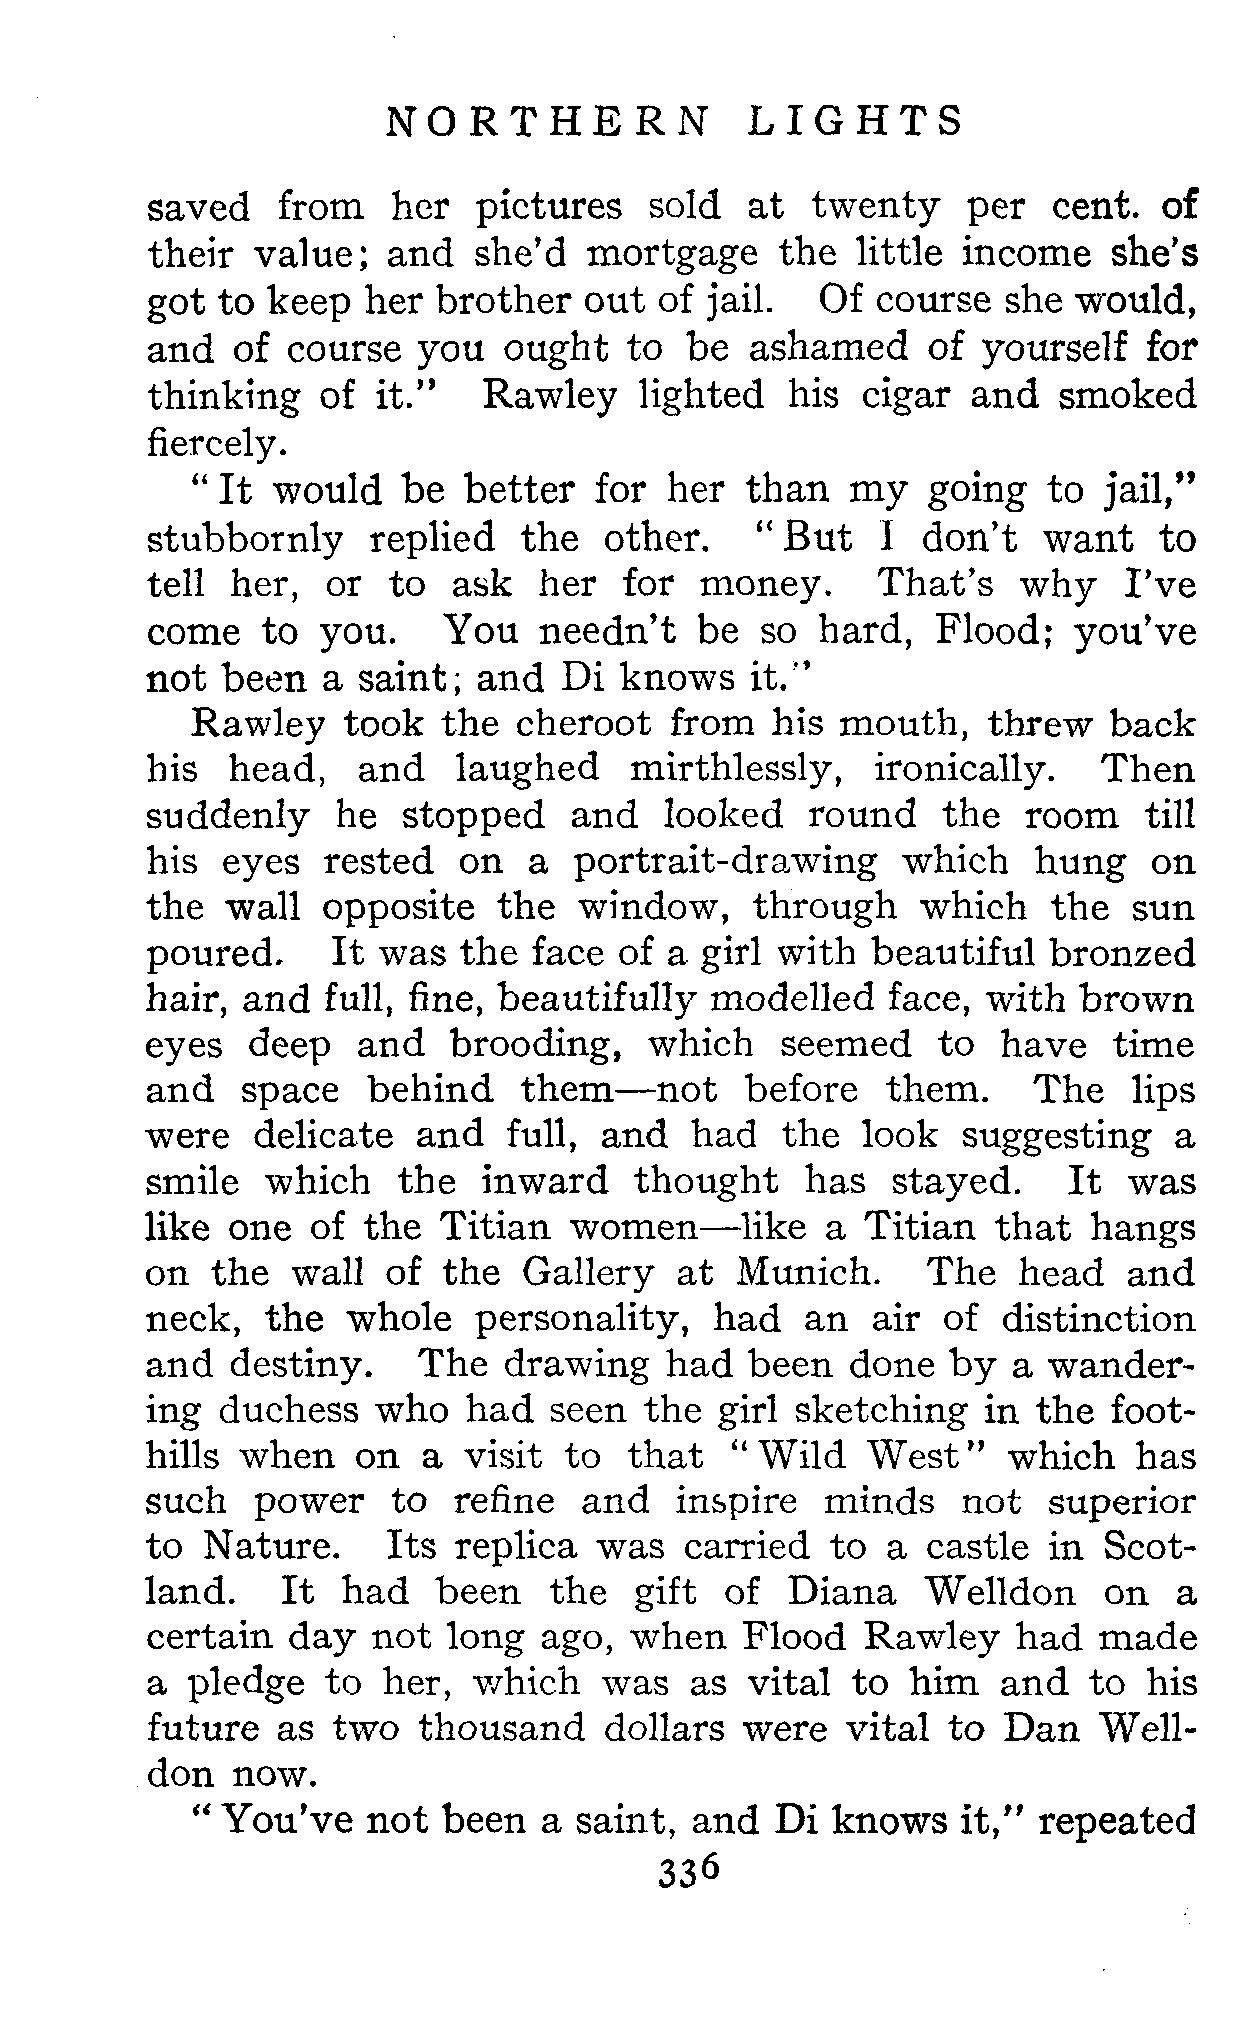 NORTHERN LIGHTS
saved from her pictures sold at twenty per cent. of
their value; and she'd mortgage the little income she's
got to keep her brother out of jail. Of course she would,
and of course you ought to be ashamed of yourself for
thinking of it." Rawley lighted his cigar and smoked
fiercely.
"It would be better for her than my going to jail,"
stubbornly replied the other. "But I don't want to
tell her, or to ask her for money. That's why I've
come to you. You needn't be so hard, Flood; you've
not been a saint; and Di knows it."
Rawley took the cheroot from his mouth, threw back
his head, and laughed mirthlessly, ironically. Then
suddenly he stopped and looked round the room till
his eyes rested on a portrait-drawing which hung on
the wall opposite the window, through which the sun
poured. It was the face of a girl with beautiful bronzed
hair, and full, fine, beautifully modelled face, with brown
eyes deep and brooding, which seemed to have time
and space behind them—not before them. The lips
were delicate and full, and had the look suggesting a
smile which the inward thought has stayed. It was
like one of the Titian women—like a Titian that hangs
on the wall of the Gallery at Munich. The head and
neck, the whole personality, had an air of distinction
and destiny. The drawing had been done by a wander-
ing duchess who had seen the girl sketching in the foot-
hills when on a visit to that "Wild West" which has
such power to refine and inspire minds not superior
to Nature. Its replica was carried to a castle in Scot-
land. It had been the gift of Diana Welldon on a
certain day not long ago, when Flood Rawley had made
a pledge to her, which was as vital to him and to his
future as two thousand dollars were vital to Dan Well-
don now.
"You've not been a saint, and Di knows it," repeated
336